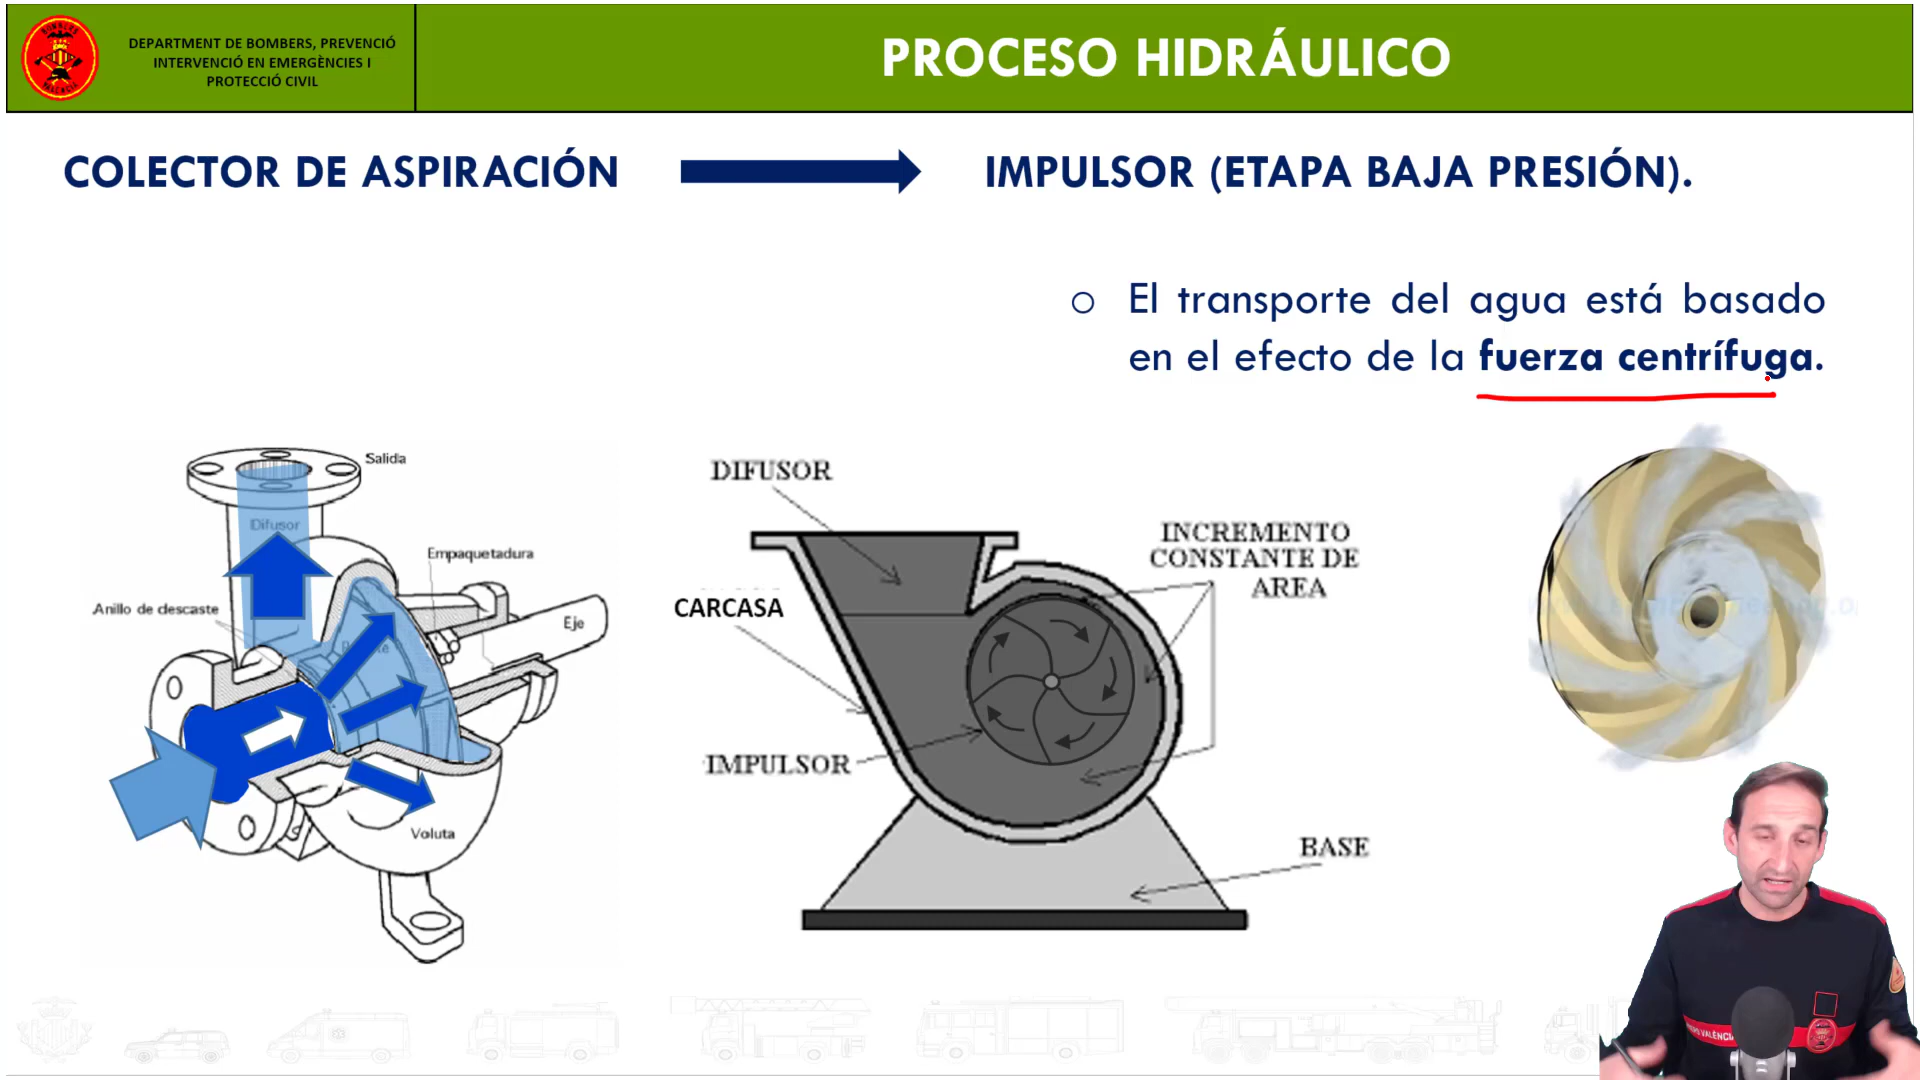 DEPARTMENT DE BOMBERS, PREVENCIÓ
INTERVENCIÓ EN EMERGÈNCIES I
PROTECCIÓ CIVIL
PROCESO HIDRÁULICO
COLECTOR DE ASPIRACIÓN
IMPULSOR (ETAPA BAJA PRESIÓN).
o El transporte del agua está basado
en el efecto de la fuerza centrífuga.
Salida
Difusor
Empaquetadura
Anillo de descaste
Eje
Voluta
DIFUSOR
INCREMENTO
CONSTANTE DE
AREA
CARCASA
IMPULSOR
BASE